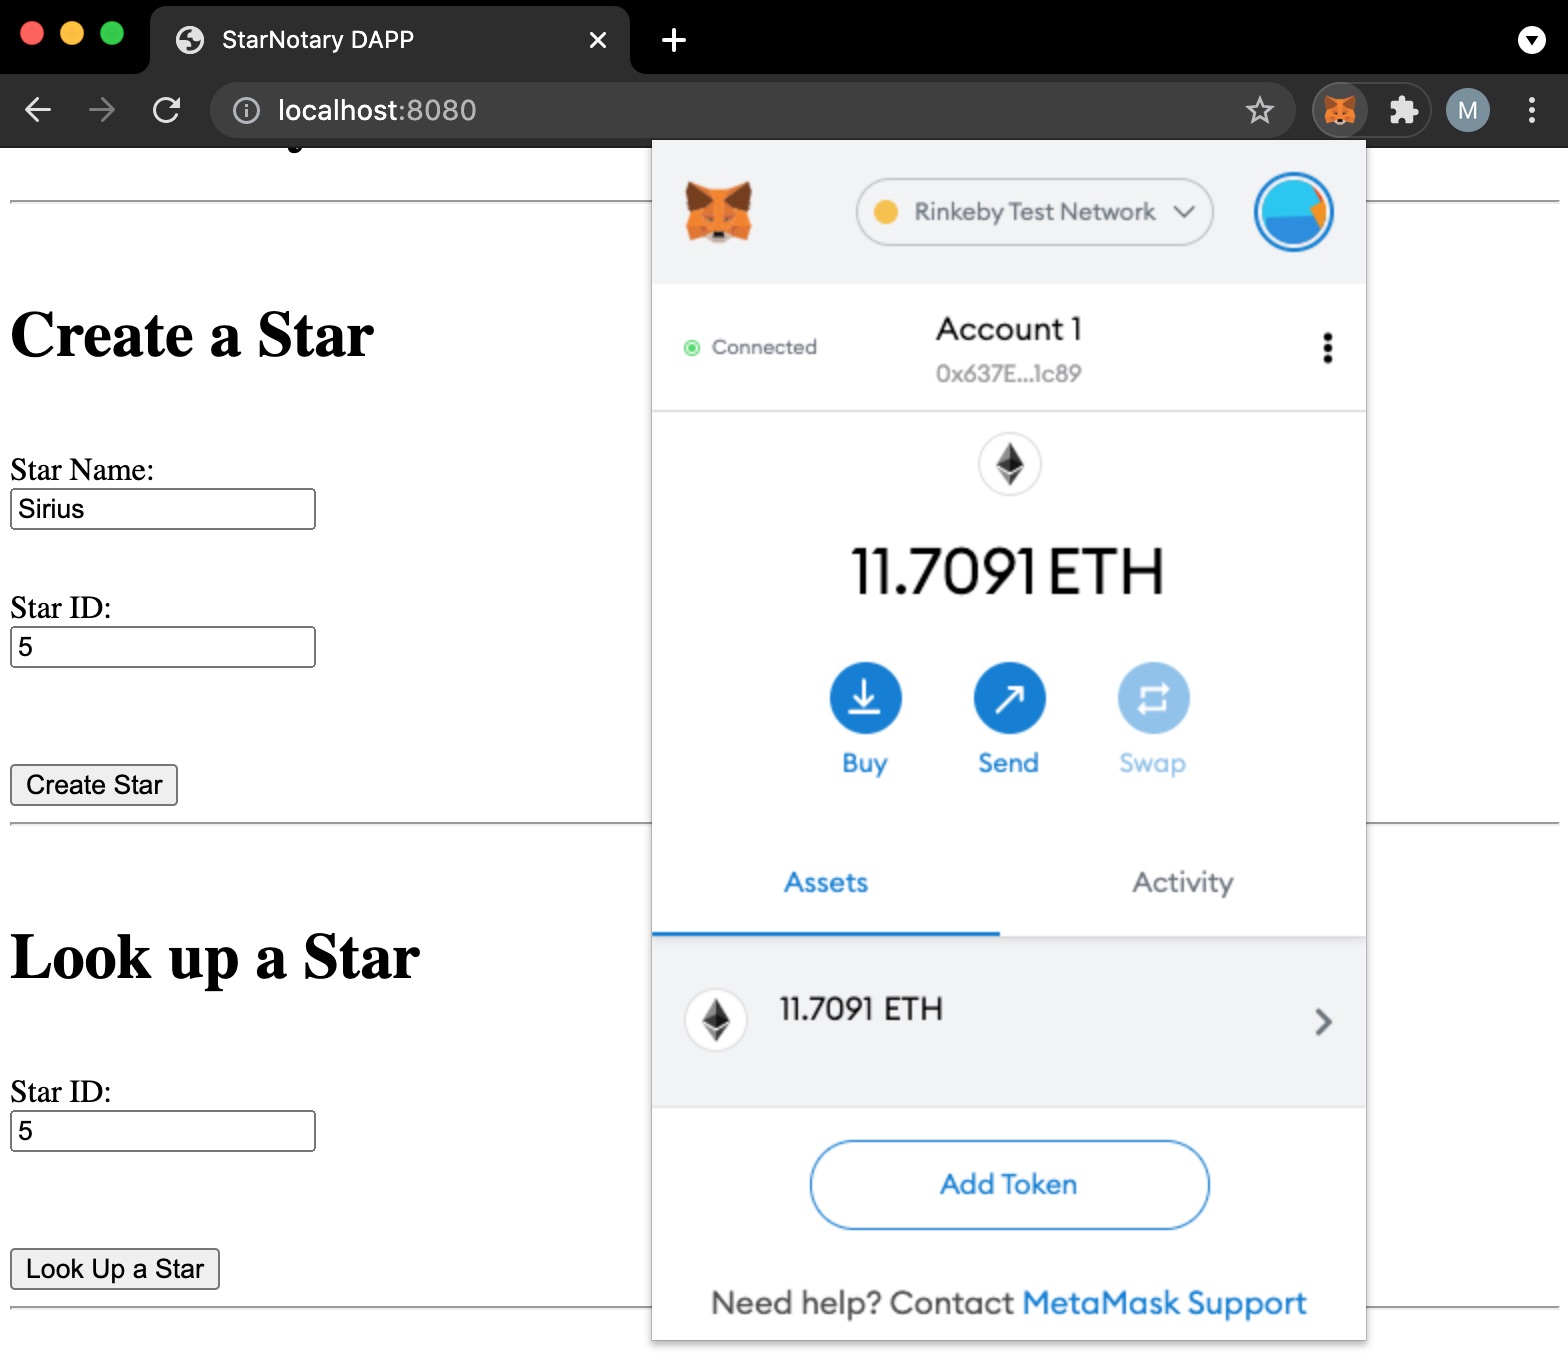 StarNotary DAPP
localhost:8080
M
Create a Star
Star Name:
Sirius
Star ID:
5
Create Star
Look up a Star
Star ID:
5
Look Up a Star
Rinkeby Test Network
Connected
Account 1
0x637E...1c89
11.7091 ETH
Buy
Send
Swap
Assets
Activity
11.7091 ETH
Add Token
Need help? Contact MetaMask Support